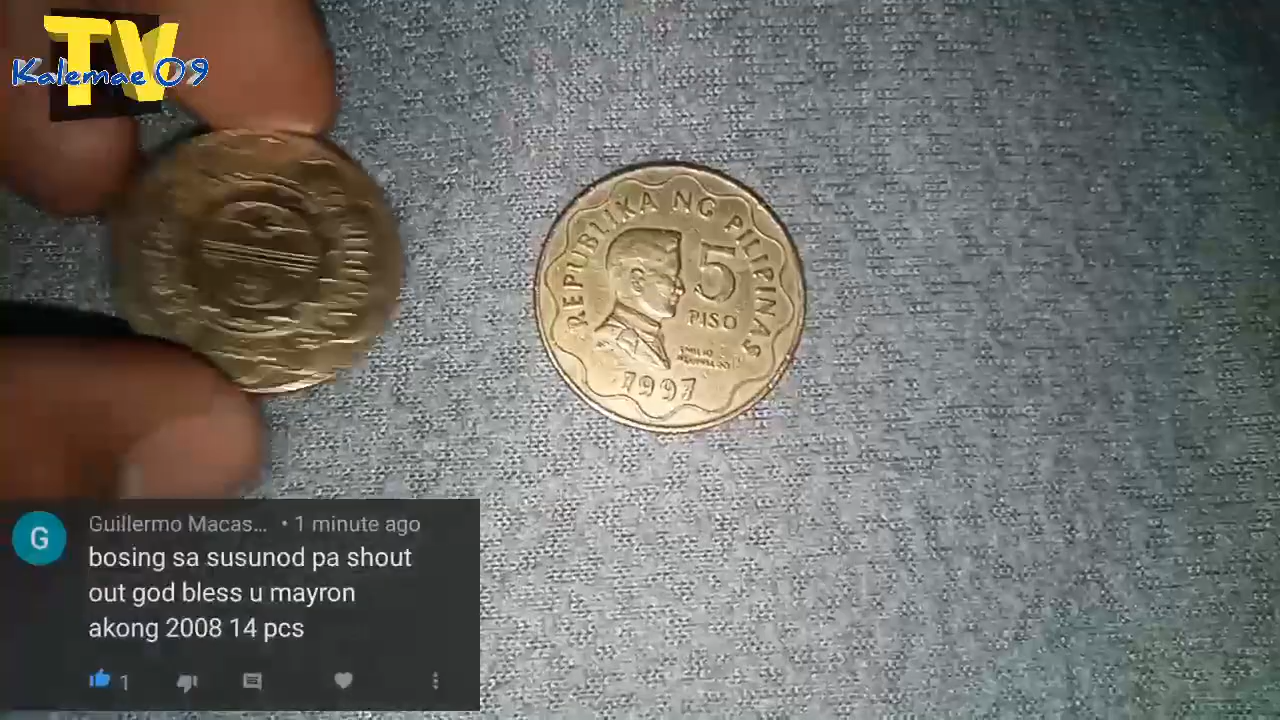 TV
Kalemae 09
REPUBLIKA NG PILIPINAS
5
PISO
1997
Guillermo Macas... • 1 minute ago
bosing sa susunod pa shout
out god bless u mayron
akong 2008 14 pcs
1